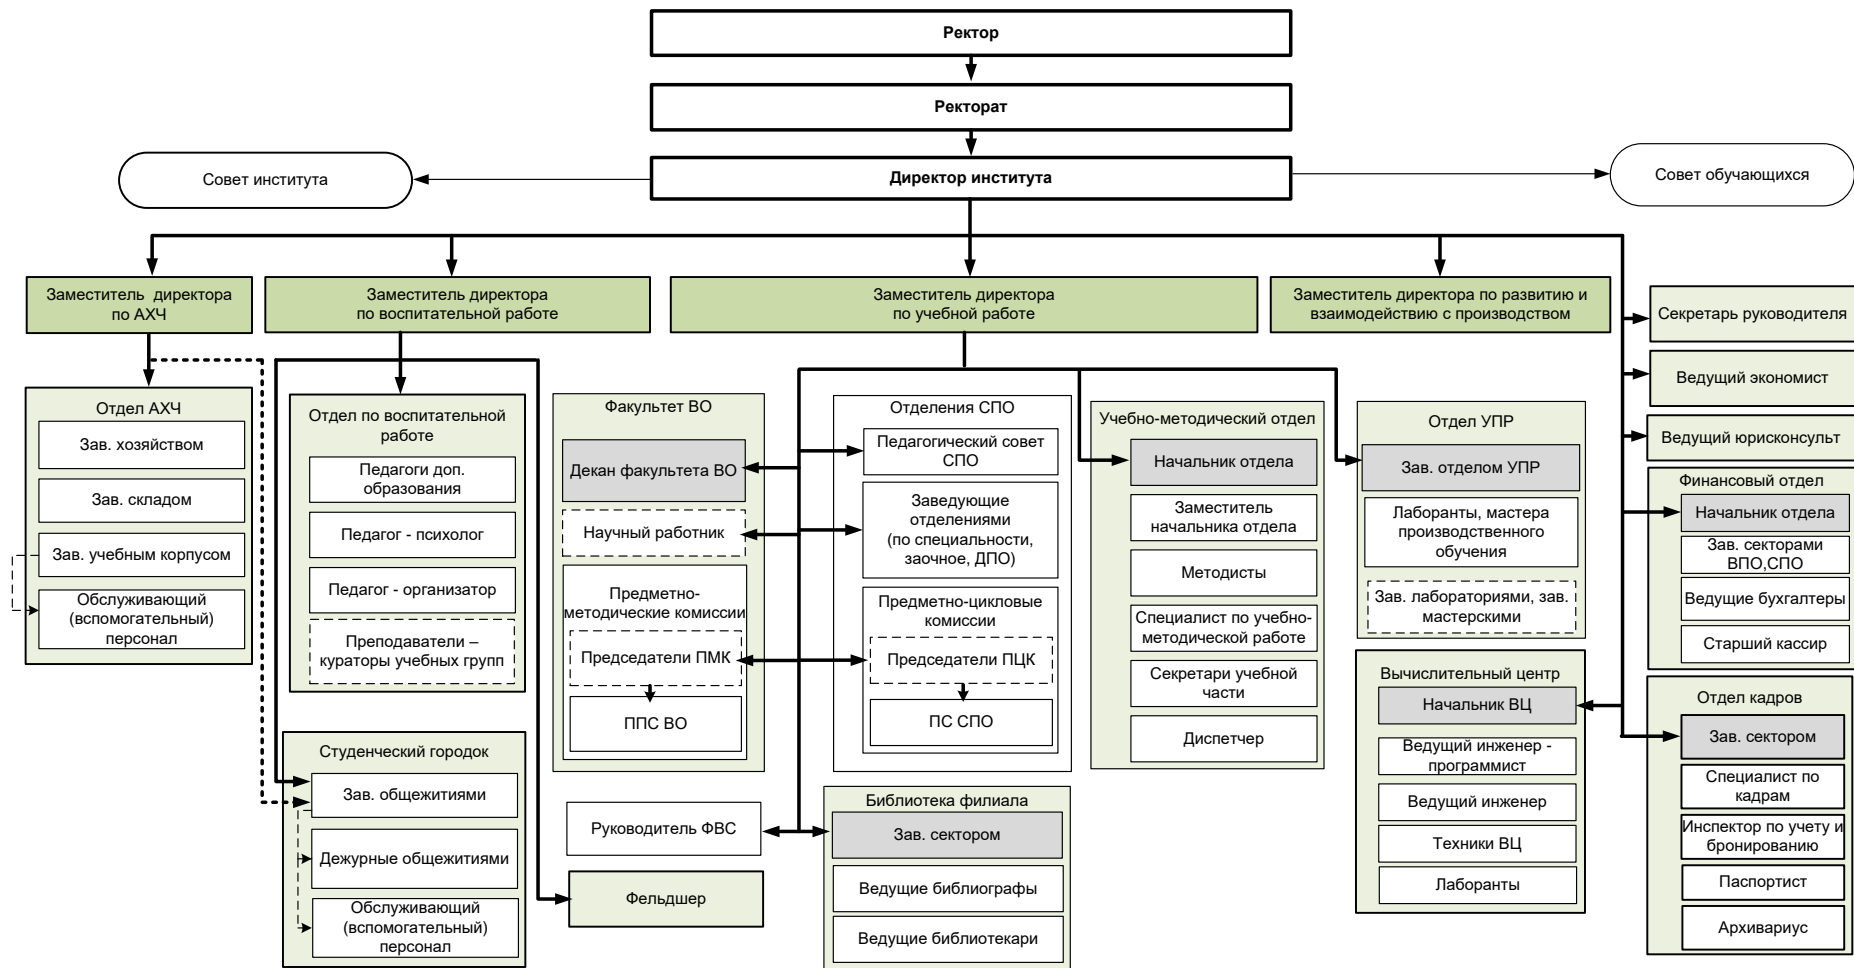 Ректор
Ректорат
Директор института
Совет института
Совет обучающихся
Заместитель директора
по АХЧ
Заместитель директора
по воспитательной работе
Заместитель директора
по учебной работе
Заместитель директора по развитию и
взаимодействию с производством
Секретарь руководителя
Ведущий экономист
Ведущий юрисконсульт
Отдел АХЧ
Зав. хозяйством
Зав. складом
Зав. учебным корпусом
Обслуживающий
(вспомогательный)
персонал
Отдел по воспитательной
работе
Педагоги доп.
образования
Педагог - психолог
Педагог - организатор
Преподаватели –
кураторы учебных групп
Студенческий городок
Зав. общежитиями
Дежурные общежитиями
Обслуживающий
(вспомогательный)
персонал
Факультет ВО
Декан факультета ВО
Научный работник
Предметно-
методические комиссии
Председатели ПМК
ППС ВО
Руководитель ФВС
Фельдшер
Отделения СПО
Педагогический совет
СПО
Заведующие
отделениями
(по специальности,
заочное, ДПО)
Предметно-цикловые
комиссии
Председатели ПЦК
ПС СПО
Библиотека филиала
Зав. сектором
Ведущие библиографы
Ведущие библиотекари
Учебно-методический отдел
Начальник отдела
Заместитель
начальника отдела
Методисты
Специалист по учебно-
методической работе
Секретари учебной
части
Диспетчер
Отдел УПР
Зав. отделом УПР
Лаборанты, мастера
производственного
обучения
Зав. лабораториями, зав.
мастерскими
Вычислительный центр
Начальник ВЦ
Ведущий инженер -
программист
Ведущий инженер
Техники ВЦ
Лаборанты
Финансовый отдел
Начальник отдела
Зав. секторами
ВПО,СПО
Ведущие бухгалтеры
Старший кассир
Отдел кадров
Зав. сектором
Специалист по
кадрам
Инспектор по учету и
бронированию
Паспортист
Архивариус